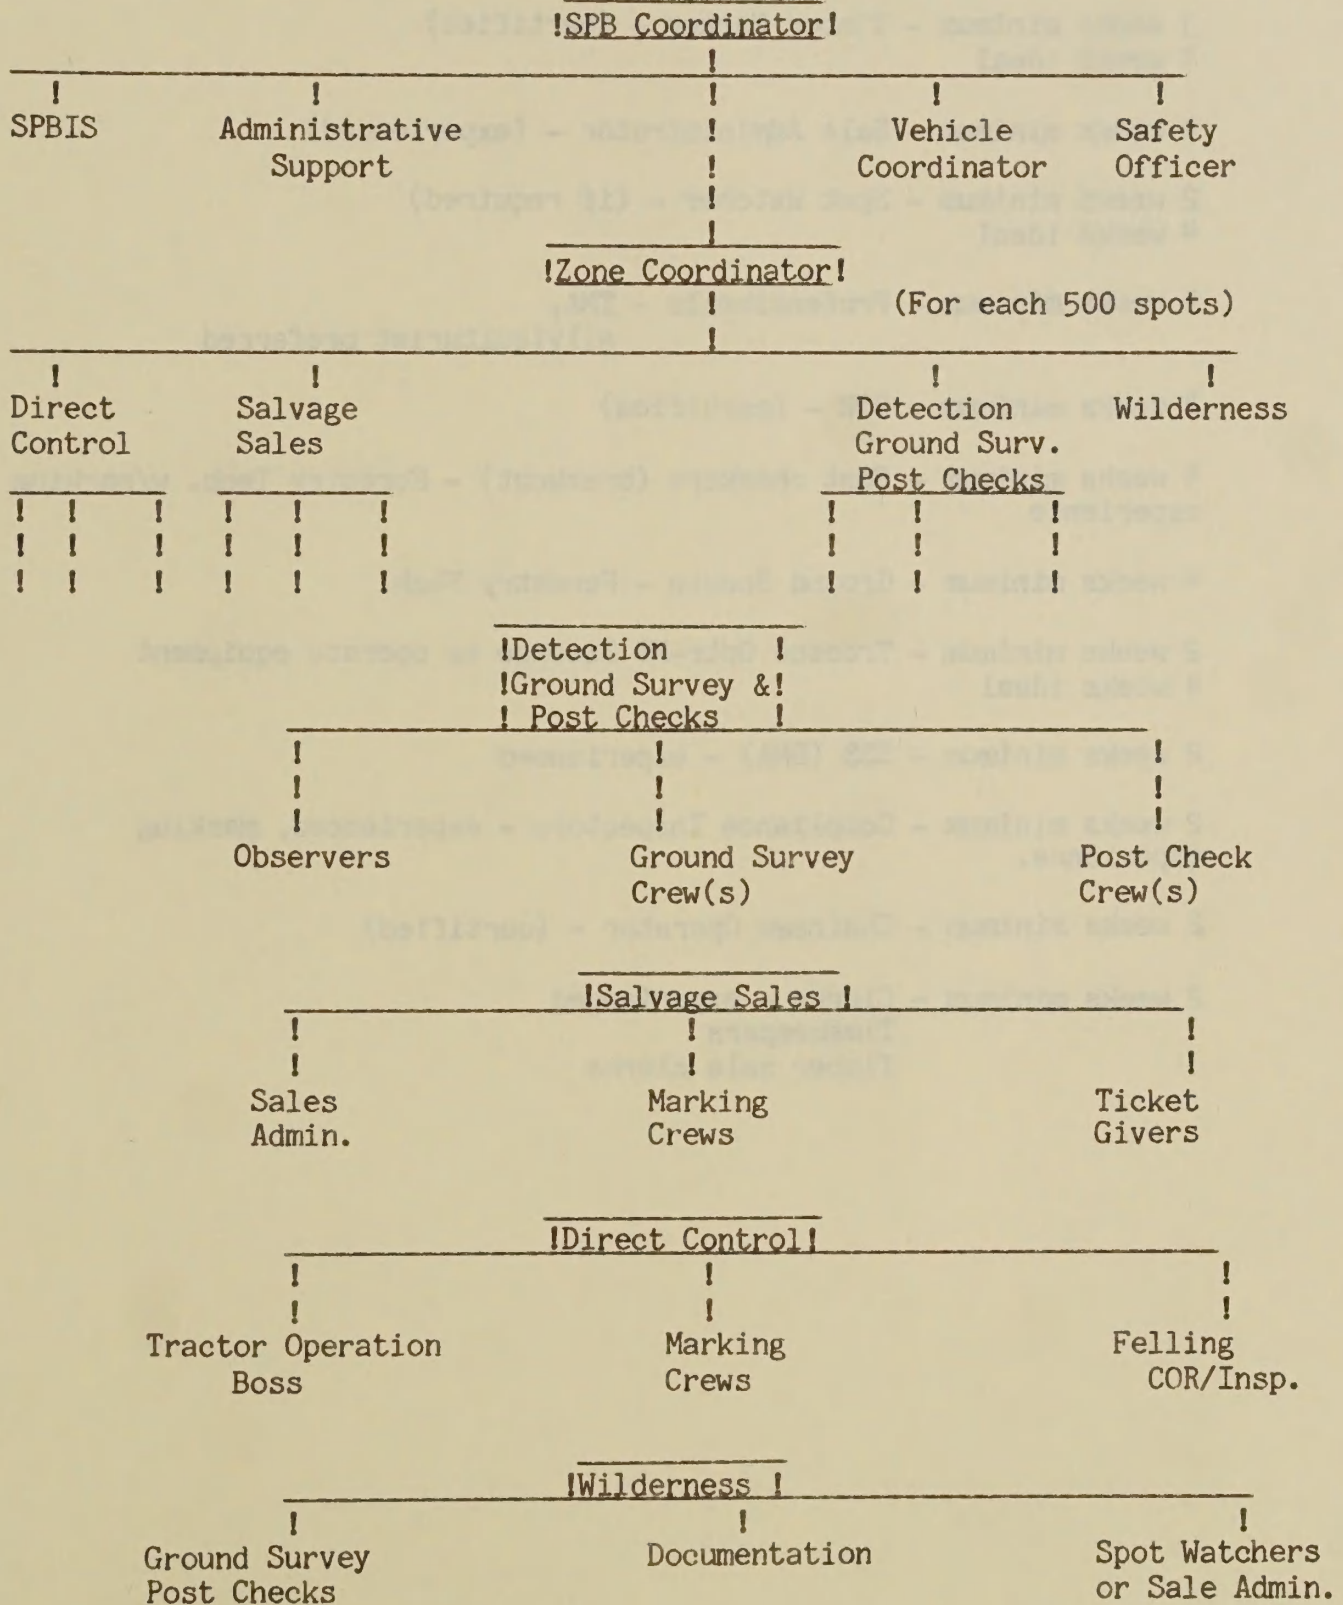 !SPB Coordinator!
SPBIS Administrative Support Vehicle Coordinator Safety Officer
!Zone Coordinator!
(For each 500 spots)
Direct Control Salvage Sales Detection Ground Surv. Post Checks Wilderness
!Detection !
!Ground Survey &!
! Post Checks !
Observers Ground Survey Crew(s) Post Check Crew(s)
!Salvage Sales !
Sales Admin. Marking Crews Ticket Givers
!Direct Control!
Tractor Operation Boss Marking Crews Felling COR/Insp.
!Wilderness !
Ground Survey Post Checks Documentation Spot Watchers or Sale Admin.